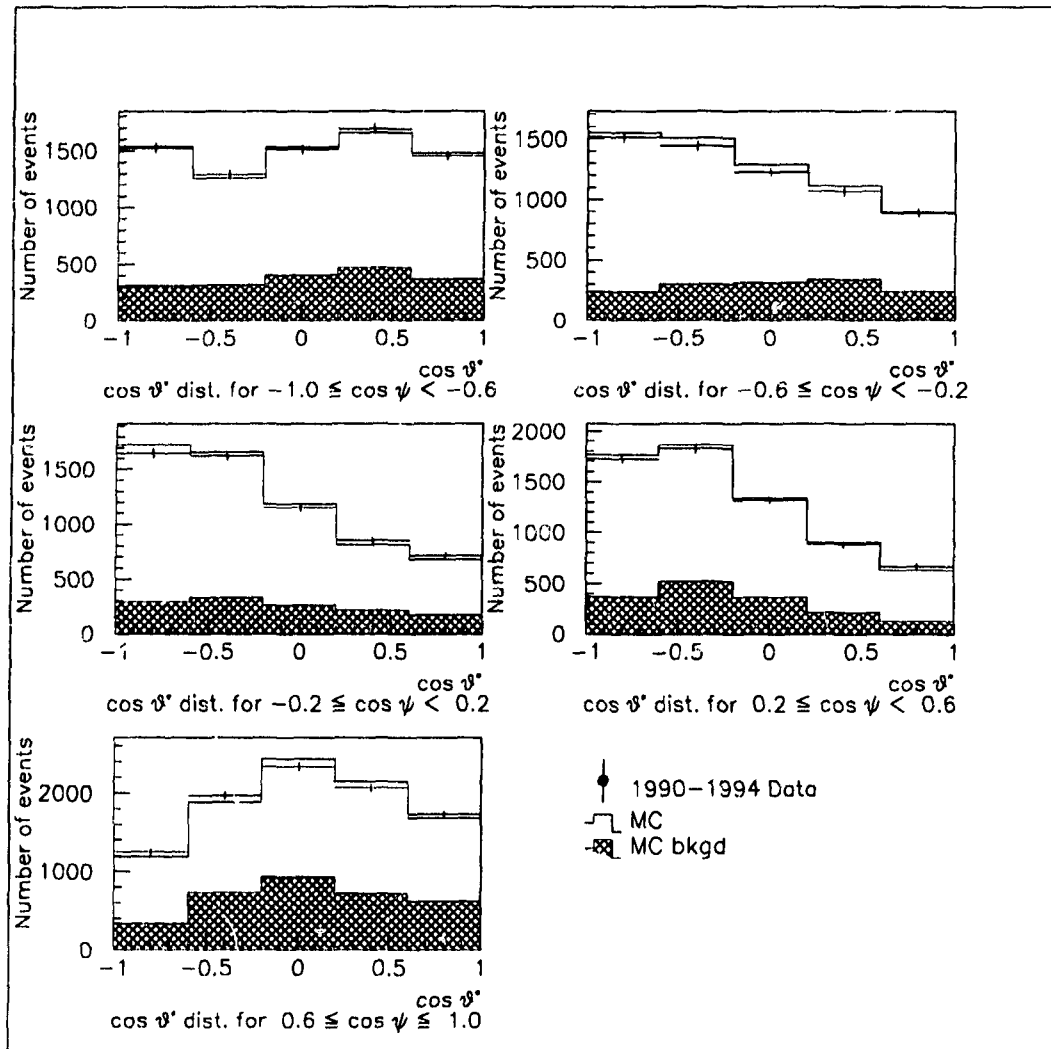 Number of events
1500
1000
500
0
-1 -0.5 0 0.5 1
cos ϑ*
cos ϑ* dist. for -1.0 ≦ cos ψ < -0.6
Number of events
1500
1000
500
0
-1 -0.5 0 0.5 1
cos ϑ*
cos ϑ* dist. for -0.6 ≦ cos ψ < -0.2
Number of events
1500
1000
500
0
-1 -0.5 0 0.5 1
cos ϑ*
cos ϑ* dist. for -0.2 ≦ cos ψ < 0.2
Number of events
2000
1500
1000
500
0
-1 -0.5 0 0.5 1
cos ϑ*
cos ϑ* dist. for 0.2 ≦ cos ψ < 0.6
Number of events
2000
1000
0
-1 -0.5 0 0.5 1
cos ϑ*
cos ϑ* dist. for 0.6 ≦ cos ψ ≦ 1.0
1990-1994 Data
MC
MC bkgd